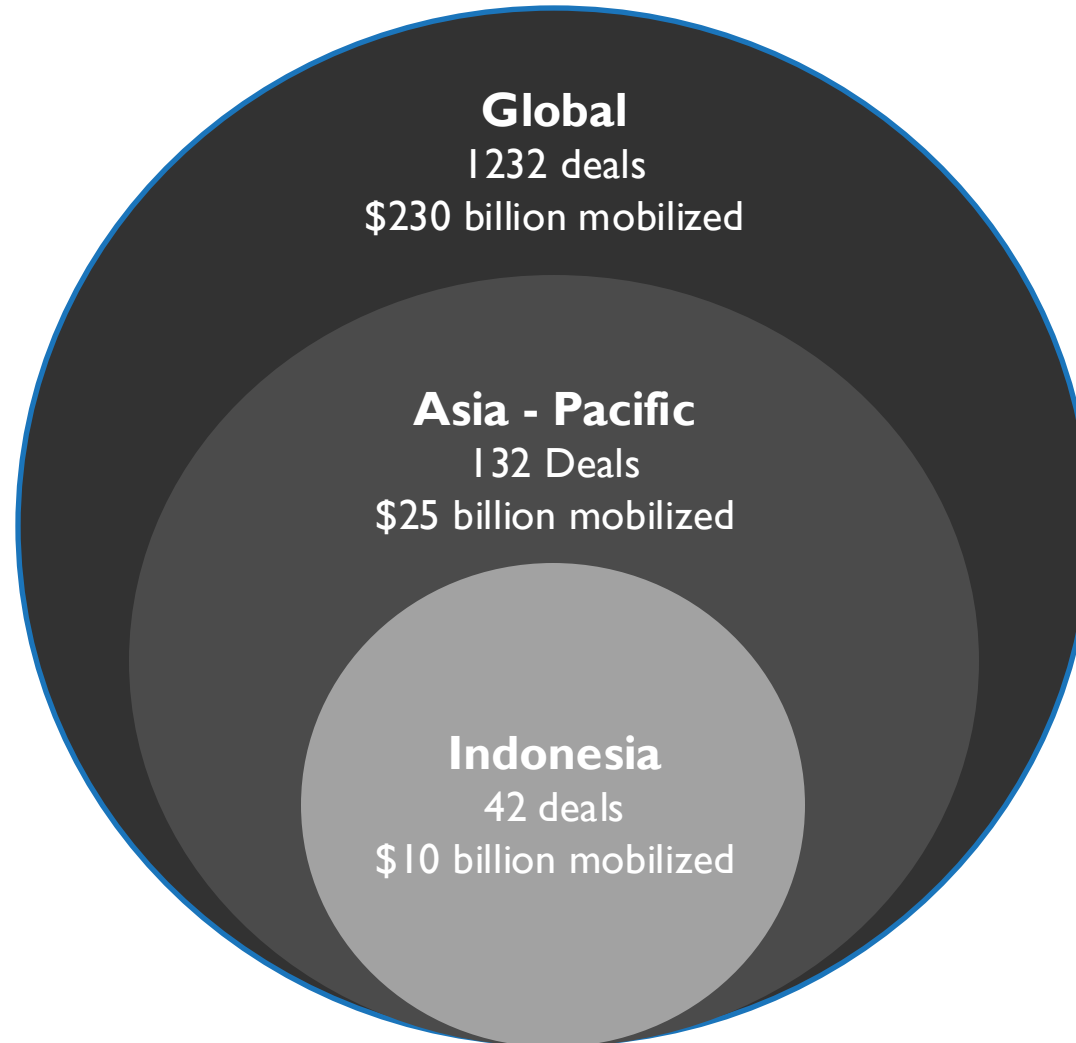 Global
1232 deals
$230 billion mobilized
Asia - Pacific
132 Deals
$25 billion mobilized
Indonesia
42 deals
$10 billion mobilized